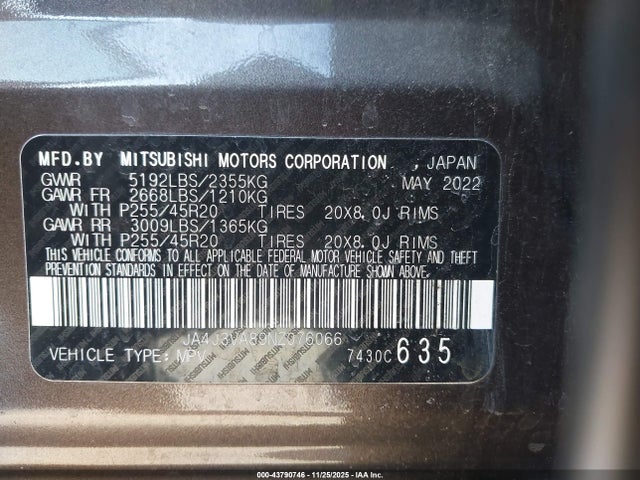 MFD.BY MITSUBISHI MOTORS CORPORATION , JAPAN
GVWR 5192LBS/2355KG MAY 2022
GAWR FR 2668LBS/1210KG
WITH P255/45R20 TIRES 20X8.0J RIMS
GAWR RR 3009LBS/1365KG
WITH P255/45R20 TIRES 20X8.0J RIMS
THIS VEHICLE CONFORMS TO ALL APPLICABLE FEDERAL MOTOR VEHICLE SAFETY AND THEFT
PREVENTION STANDARDS IN EFFECT ON THE DATE OF MANUFACTURE SHOWN ABOVE.
JA4J3VA89NZ076066
VEHICLE TYPE: MPV 7430C 635
000-43790746 - 11/25/2025 - IAA Inc.